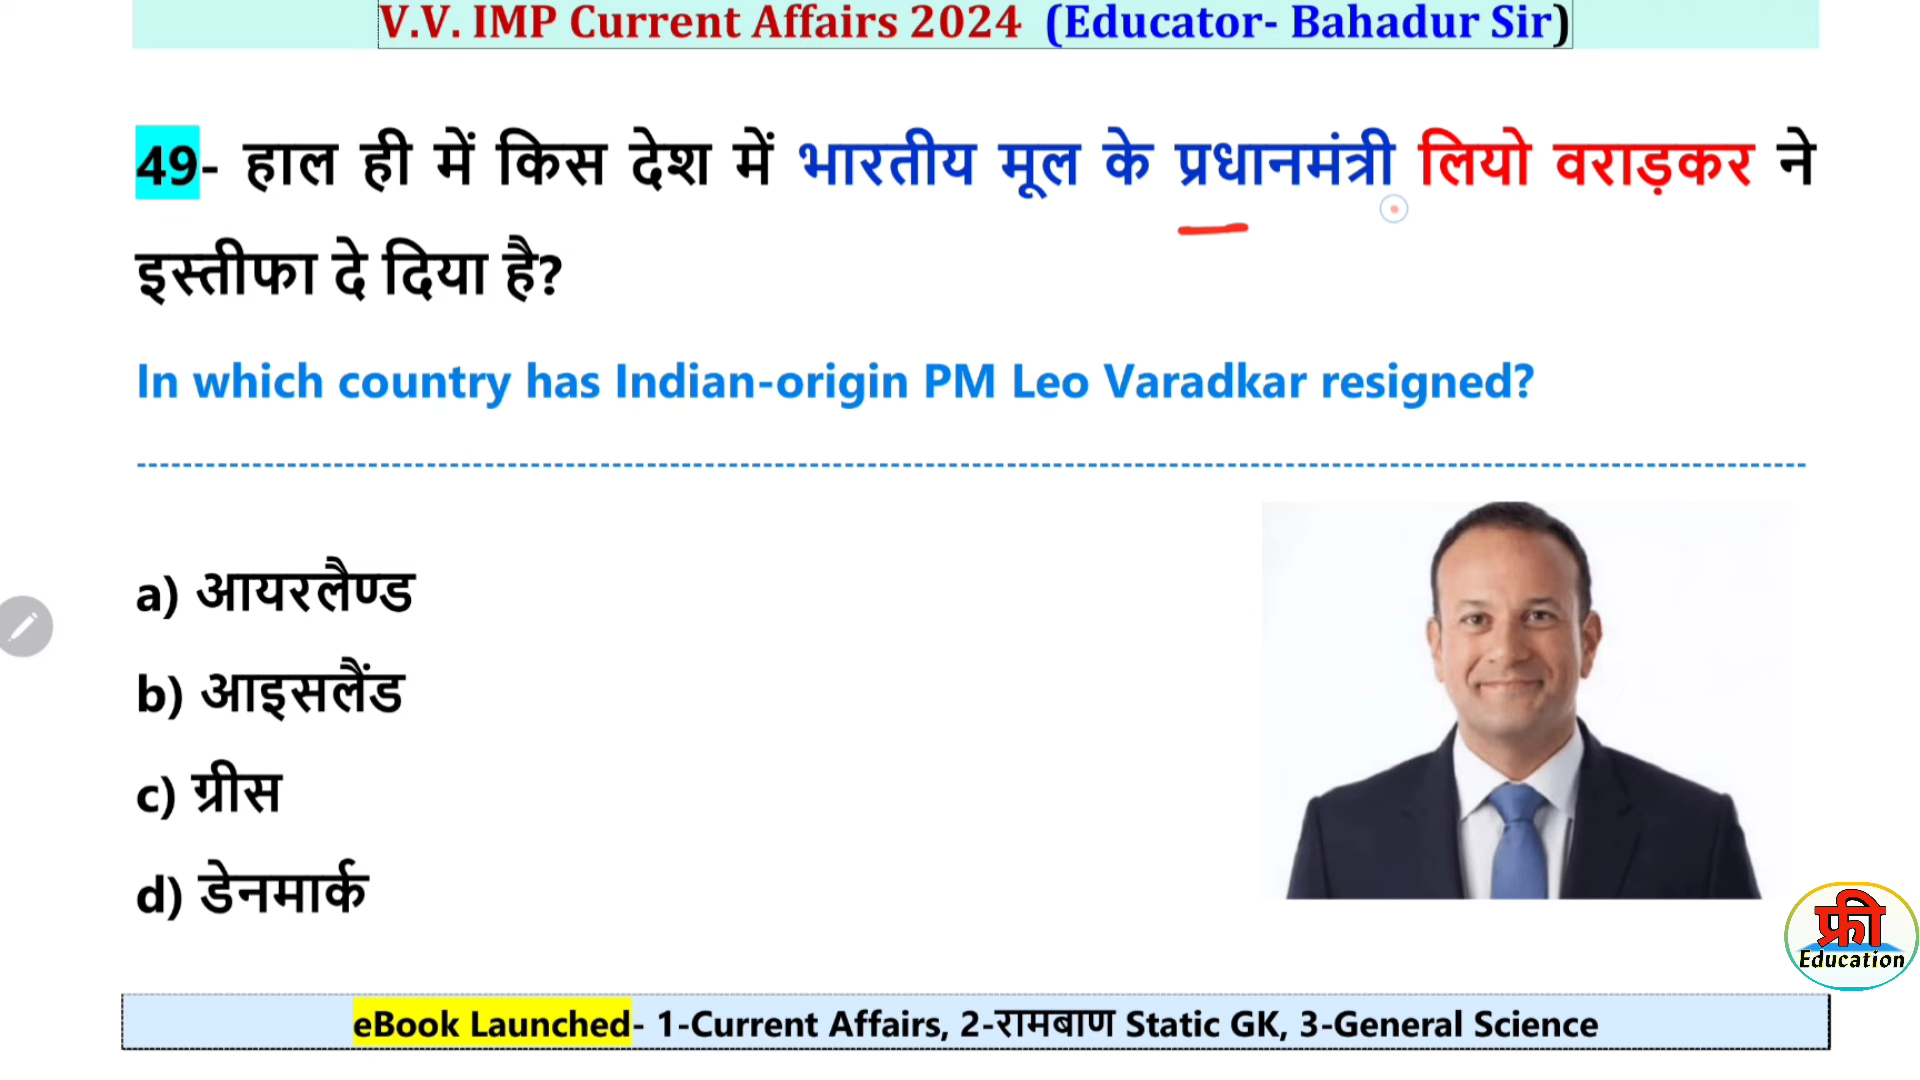 V.V. IMP Current Affairs 2024 (Educator- Bahadur Sir)
49- हाल ही में किस देश में भारतीय मूल के प्रधानमंत्री लियो वराड़कर ने
इस्तीफा दे दिया है?
In which country has Indian-origin PM Leo Varadkar resigned?
a) आयरलैण्ड
b) आइसलैंड
c) ग्रीस
d) डेनमार्क
फ्री
Education
eBook Launched- 1-Current Affairs, 2-रामबाण Static GK, 3-General Science